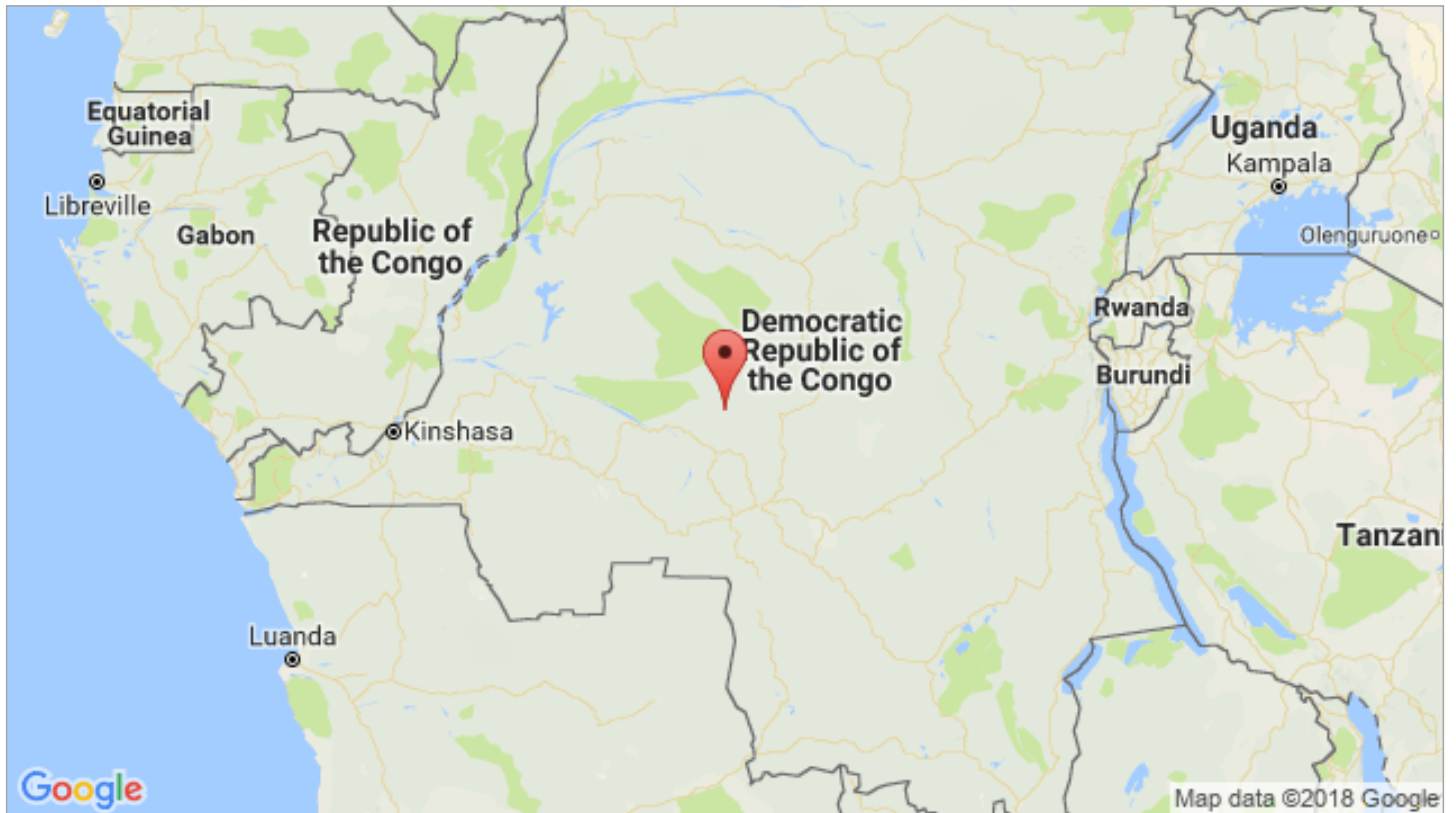 Equatorial
Guinea
Uganda
Kampala
Libreville
Gabon
Republic of
the Congo
Olenguruone
Rwanda
Democratic
Republic of
the Congo
Burundi
Kinshasa
Tanzani
Luanda
Google
Map data ©2018 Google